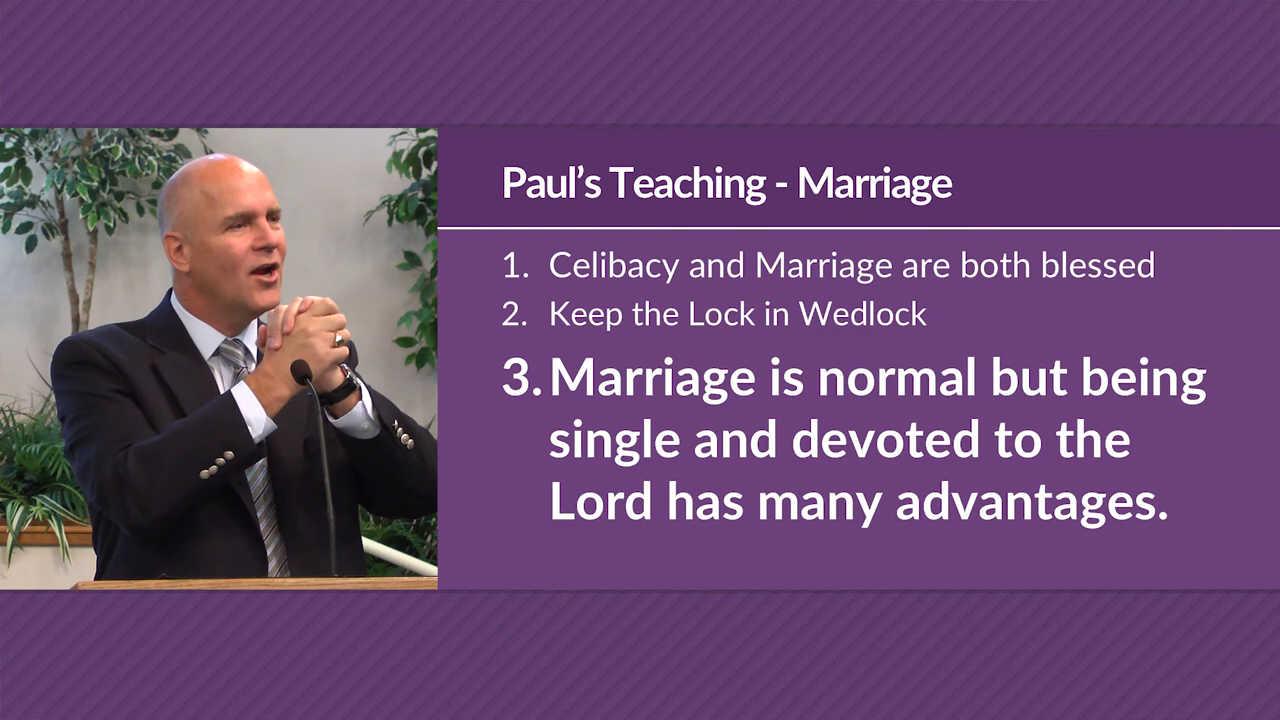 Paul's Teaching - Marriage
1. Celibacy and Marriage are both blessed
2. Keep the Lock in Wedlock
3. Marriage is normal but being
single and devoted to the
Lord has many advantages.